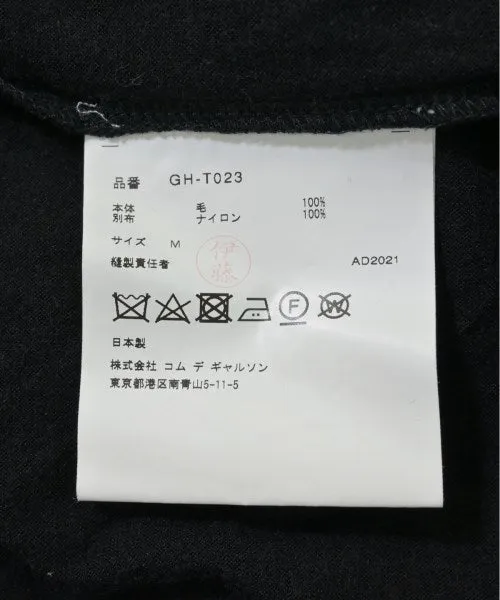 品番 GH-T023
本体 毛 100%
別布 ナイロン 100%
サイズ M
伊藤
縫製責任者 AD2021
F W
日本製
株式会社 コム デ ギャルソン
東京都港区南青山5-11-5